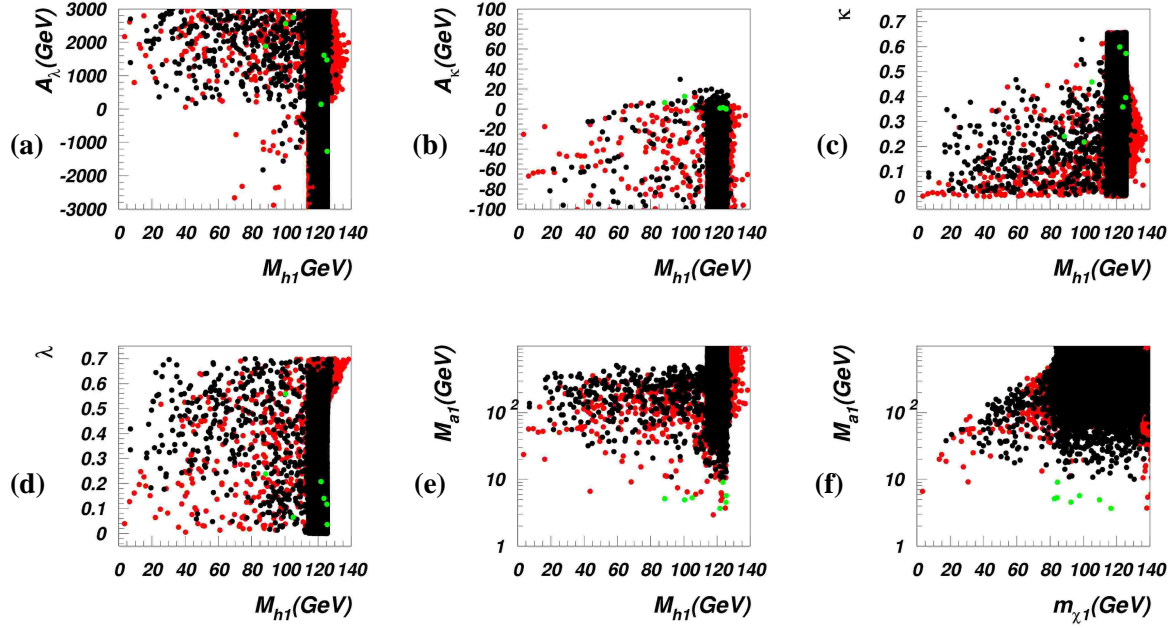 A_λ(GeV)
3000
2000
1000
0
-1000
-2000
-3000
0 20 40 60 80 100 120 140
M_h1 GeV)
(a)
A_κ(GeV)
100
80
60
40
20
0
-20
-40
-60
-80
-100
0 20 40 60 80 100 120 140
M_h1(GeV)
(b)
κ
0.7
0.6
0.5
0.4
0.3
0.2
0.1
0
0 20 40 60 80 100 120 140
M_h1(GeV)
(c)
λ
0.7
0.6
0.5
0.4
0.3
0.2
0.1
0
0 20 40 60 80 100 120 140
M_h1(GeV)
(d)
M_a1(GeV)
10^2
10
1
0 20 40 60 80 100 120 140
M_h1(GeV)
(e)
M_a1(GeV)
10^2
10
1
0 20 40 60 80 100 120 140
m_χ1(GeV)
(f)